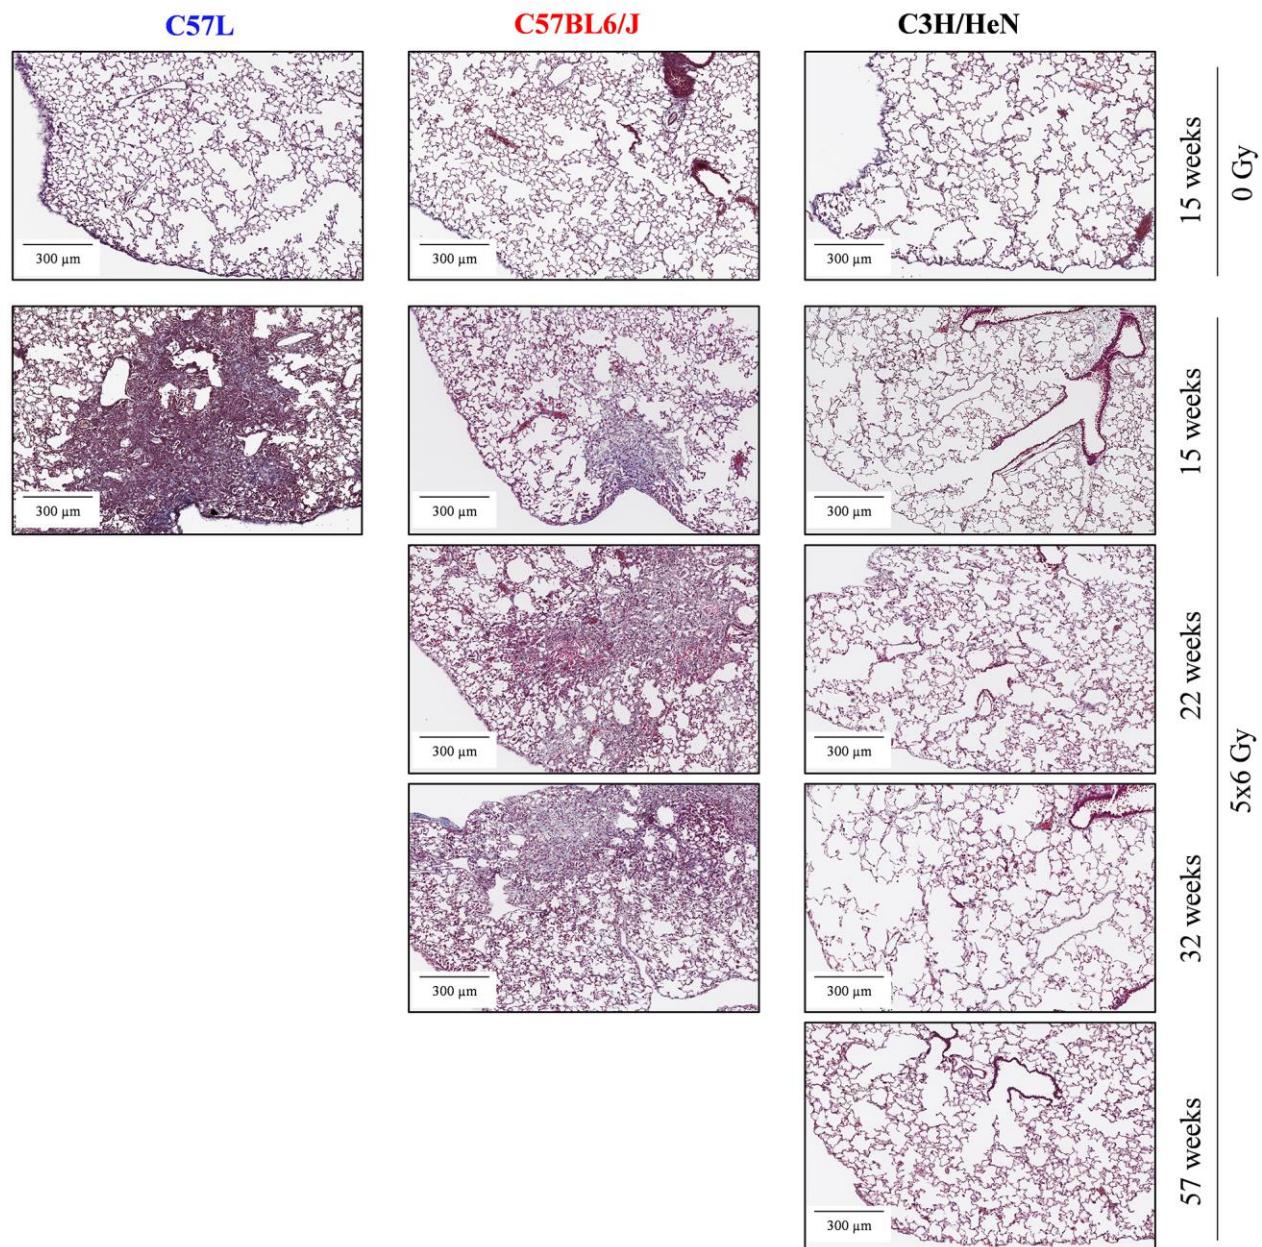 C57L C57BL6/J C3H/HeN
300 µm 300 µm 300 µm 15 weeks 0 Gy
300 µm 300 µm 300 µm 15 weeks
300 µm 300 µm 22 weeks
5x6 Gy
300 µm 300 µm 32 weeks
300 µm 57 weeks